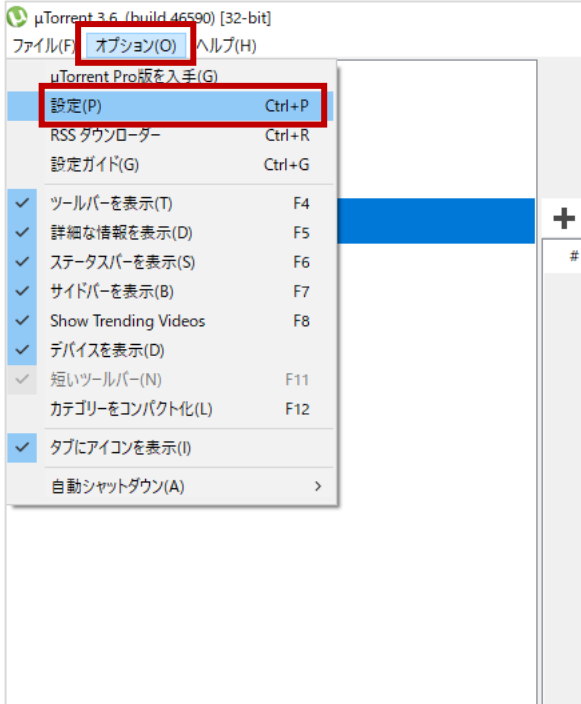 µTorrent 3.6 (build 46590) [32-bit]
ファイル(F) オプション(O) ヘルプ(H)
µTorrent Pro版を入手(G)
設定(P) Ctrl+P
RSS ダウンローダー Ctrl+R
設定ガイド(G) Ctrl+G
ツールバーを表示(T) F4
詳細な情報を表示(D) F5
ステータスバーを表示(S) F6
サイドバーを表示(B) F7
Show Trending Videos F8
デバイスを表示(D)
短いツールバー(N) F11
カテゴリーをコンパクト化(L) F12
タブにアイコンを表示(I)
自動シャットダウン(A)
#